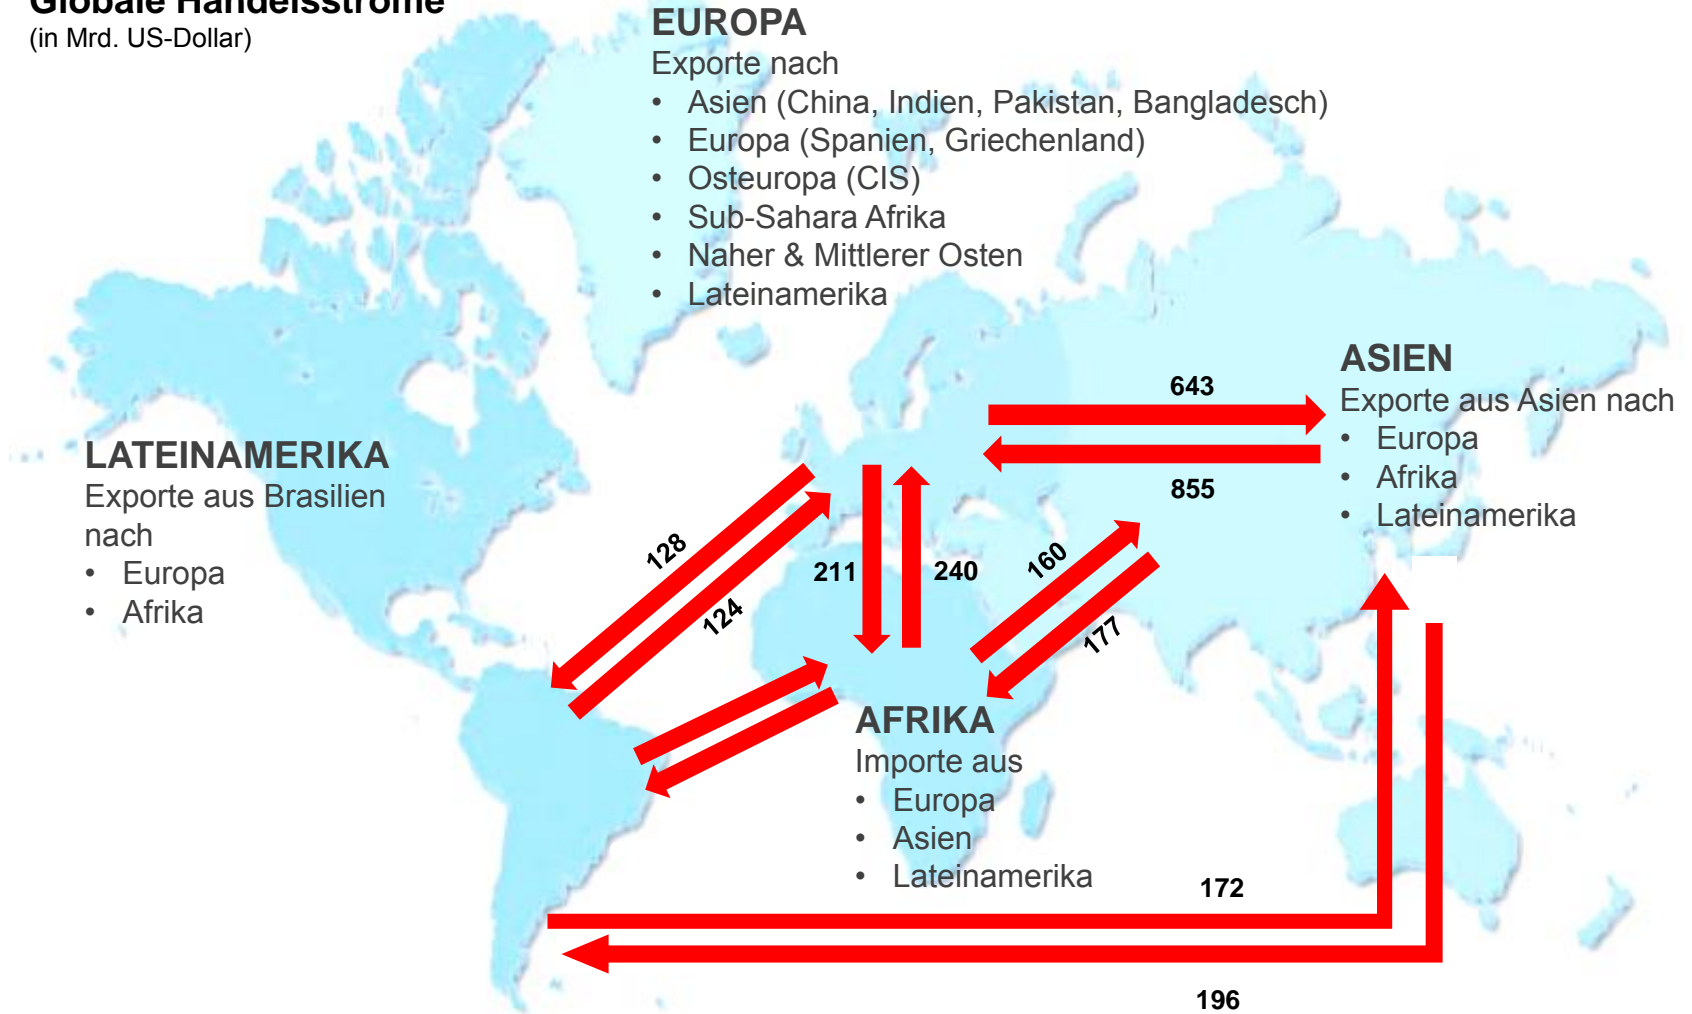 Globale Handelsströme
(in Mrd. US-Dollar)
EUROPA
Exporte nach
• Asien (China, Indien, Pakistan, Bangladesch)
• Europa (Spanien, Griechenland)
• Osteuropa (CIS)
• Sub-Sahara Afrika
• Naher & Mittlerer Osten
• Lateinamerika
ASIEN
Exporte aus Asien nach
• Europa
• Afrika
• Lateinamerika
643
855
LATEINAMERIKA
Exporte aus Brasilien
nach
• Europa
• Afrika
128
124
211
240
160
177
AFRIKA
Importe aus
• Europa
• Asien
• Lateinamerika
172
196